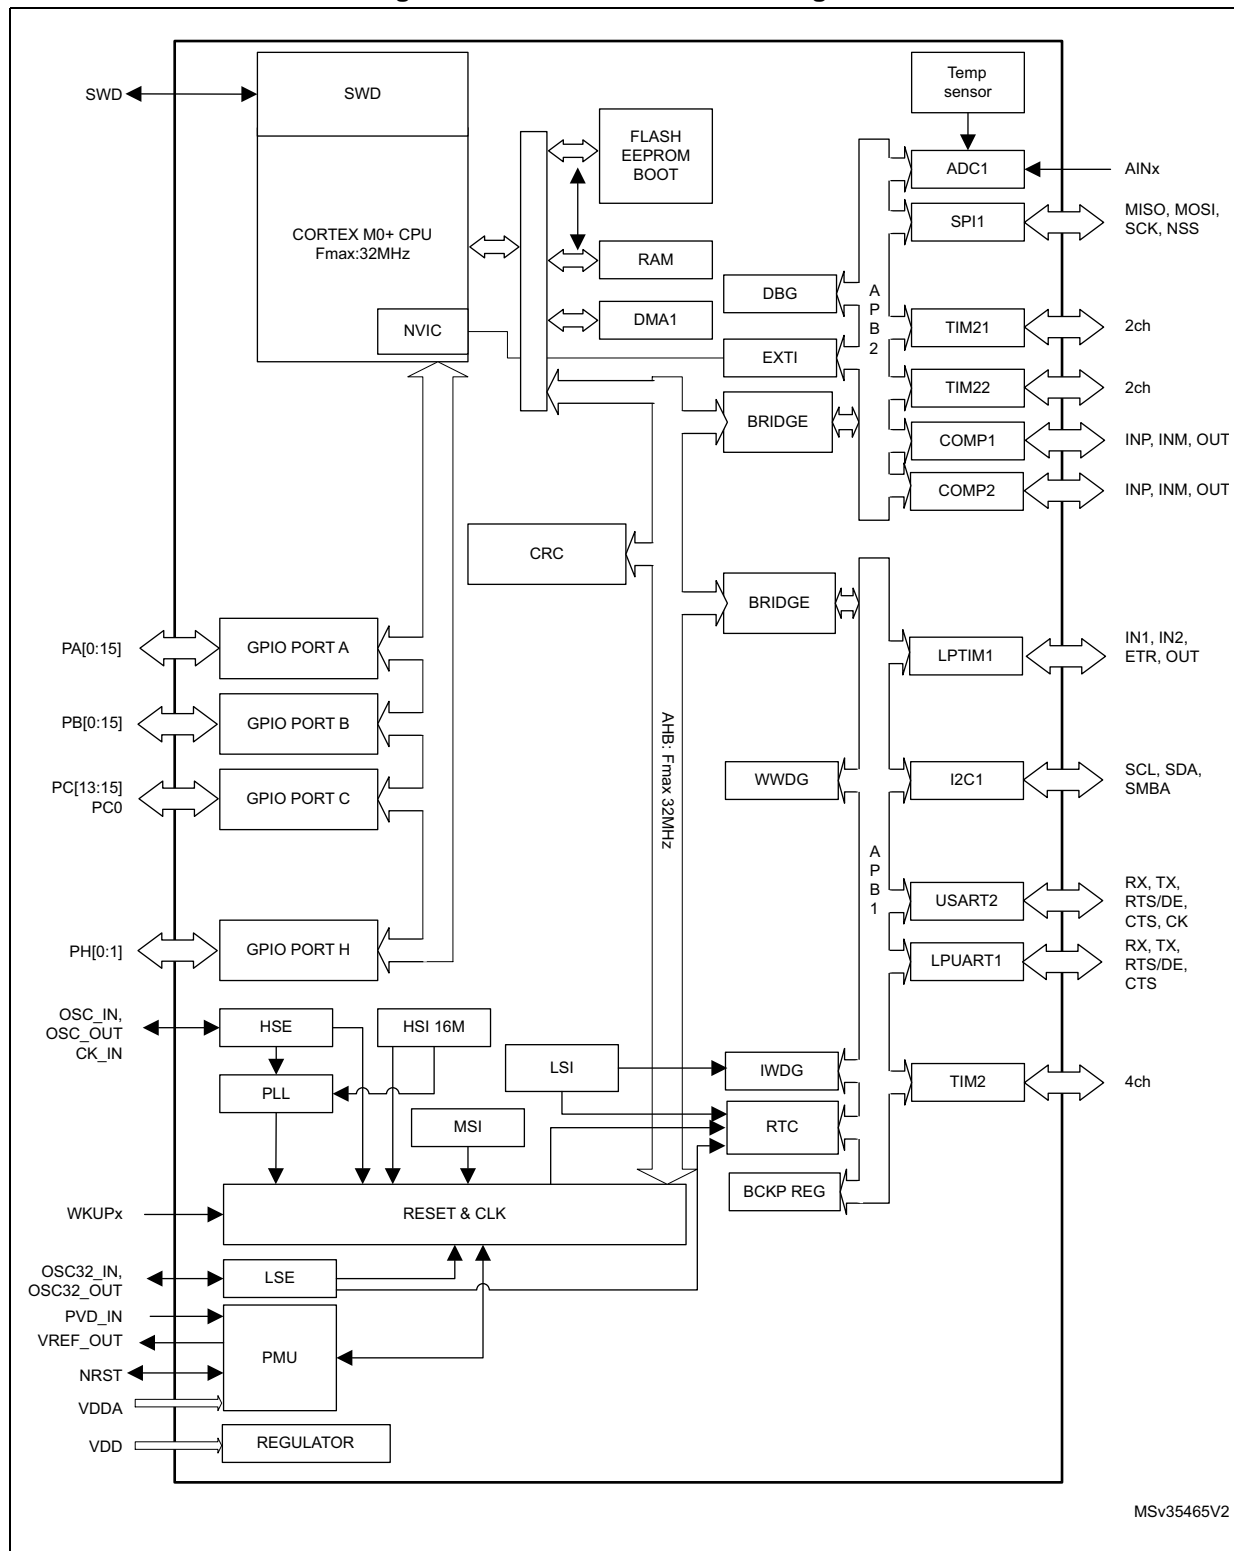 SWD
SWD
Temp
sensor
FLASH
EEPROM
BOOT
ADC1
AINx
SPI1
MISO, MOSI,
SCK, NSS
CORTEX M0+ CPU
Fmax:32MHz
RAM
DBG
A
P
B
2
NVIC
DMA1
TIM21
2ch
EXTI
TIM22
2ch
BRIDGE
COMP1
INP, INM, OUT
COMP2
INP, INM, OUT
CRC
BRIDGE
PA[0:15]
GPIO PORT A
LPTIM1
IN1, IN2,
ETR, OUT
PB[0:15]
GPIO PORT B
AHB: Fmax 32MHz
PC[13:15]
PC0
GPIO PORT C
WWDG
I2C1
SCL, SDA,
SMBA
A
P
B
1
USART2
RX, TX,
RTS/DE,
CTS, CK
PH[0:1]
GPIO PORT H
LPUART1
RX, TX,
RTS/DE,
CTS
OSC_IN,
OSC_OUT
CK_IN
HSE
HSI 16M
LSI
IWDG
TIM2
4ch
PLL
MSI
RTC
BCKP REG
WKUPx
RESET & CLK
OSC32_IN,
OSC32_OUT
LSE
PVD_IN
VREF_OUT
PMU
NRST
VDDA
VDD
REGULATOR
MSv35465V2